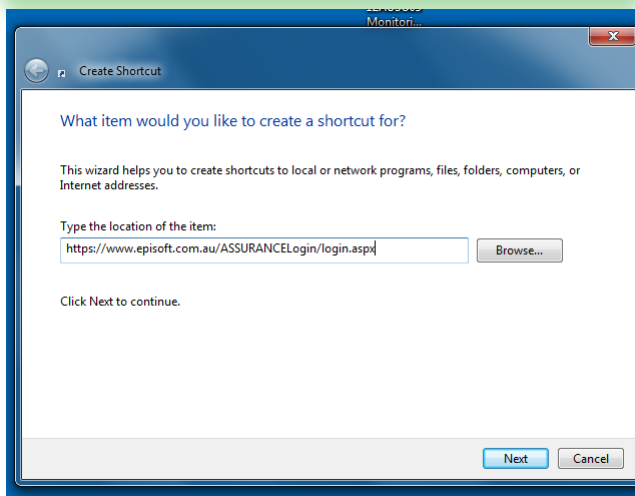 Monitori...
Create Shortcut
What item would you like to create a shortcut for?
This wizard helps you to create shortcuts to local or network programs, files, folders, computers, or
Internet addresses.
Type the location of the item:
https://www.episoft.com.au/ASSURANCELogin/login.aspx
Browse...
Click Next to continue.
Next
Cancel